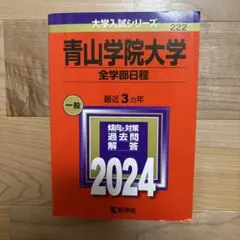 大学入試シリーズ
222
青山学院大学
全学部日程
最近3カ年
一般
傾向と対策
過去問
解答
2024
教学社